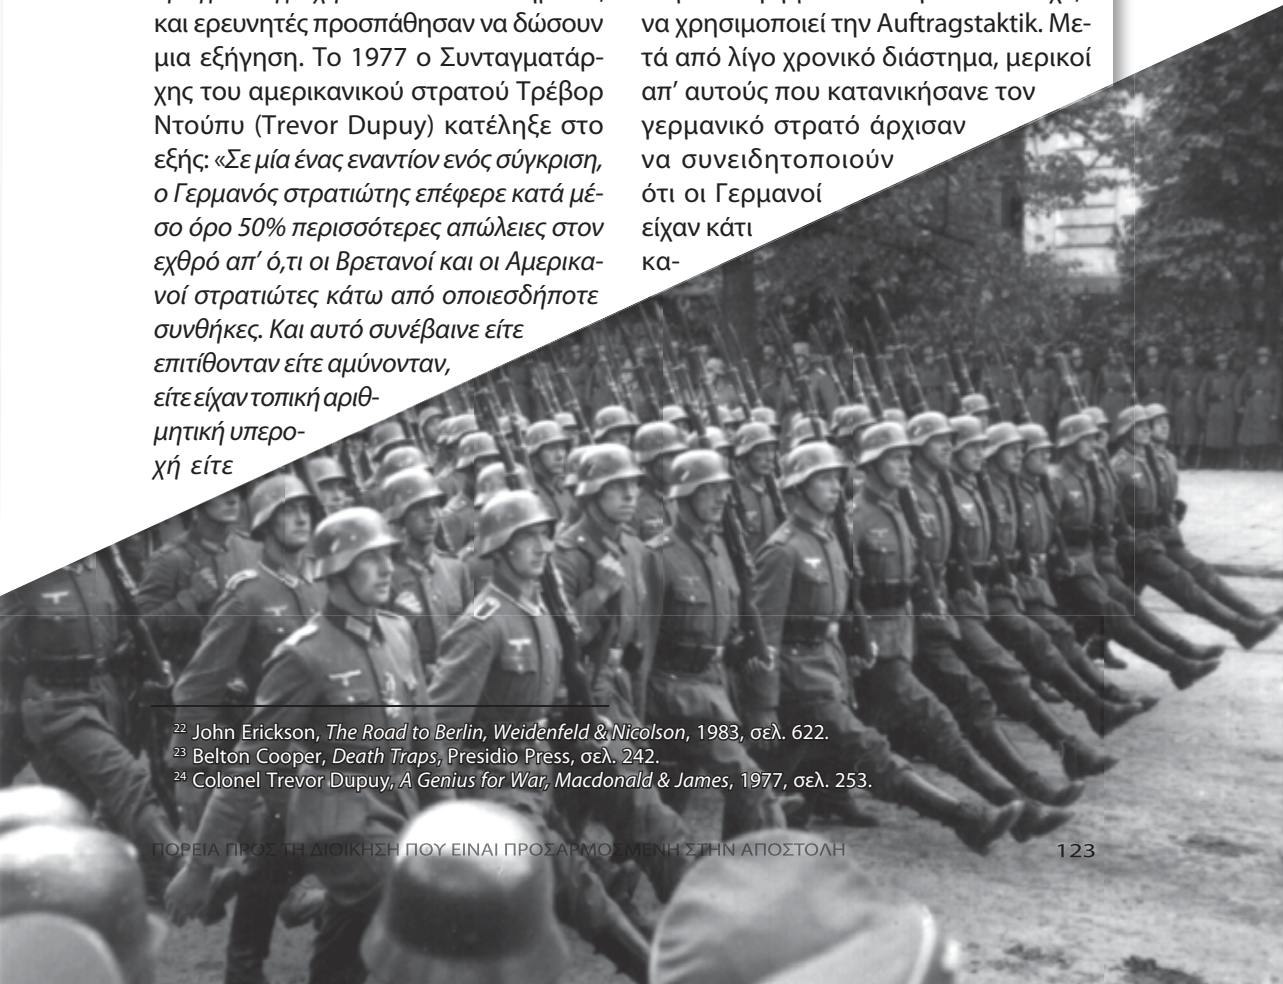 και ερευνητές προσπάθησαν να δώσουν
μια εξήγηση. Το 1977 ο Συνταγματάρ-
χης του αμερικανικού στρατού Τρέβορ
Ντούπυ (Trevor Dupuy) κατέληξε στο
εξής: «Σε μία ένας εναντίον ενός σύγκριση,
ο Γερμανός στρατιώτης επέφερε κατά μέ-
σο όρο 50% περισσότερες απώλειες στον
εχθρό απ’ ό,τι οι Βρετανοί και οι Αμερικα-
νοί στρατιώτες κάτω από οποιεσδήποτε
συνθήκες. Και αυτό συνέβαινε είτε
επιτίθονταν είτε αμύνονταν,
είτε είχαν τοπική αριθ-
μητική υπερο-
χή είτε
να χρησιμοποιεί την Auftragstaktik. Με-
τά από λίγο χρονικό διάστημα, μερικοί
απ’ αυτούς που κατανικήσανε τον
γερμανικό στρατό άρχισαν
να συνειδητοποιούν
ότι οι Γερμανοί
είχαν κάτι
κα-
22 John Erickson, The Road to Berlin, Weidenfeld & Nicolson, 1983, σελ. 622.
23 Belton Cooper, Death Traps, Presidio Press, σελ. 242.
24 Colonel Trevor Dupuy, A Genius for War, Macdonald & James, 1977, σελ. 253.
ΠΟΡΕΙΑ ΠΡΟΣ ΤΗ ΔΙΟΙΚΗΣΗ ΠΟΥ ΕΙΝΑΙ ΠΡΟΣΑΡΜΟΣΜΕΝΗ ΣΤΗΝ ΑΠΟΣΤΟΛΗ
123